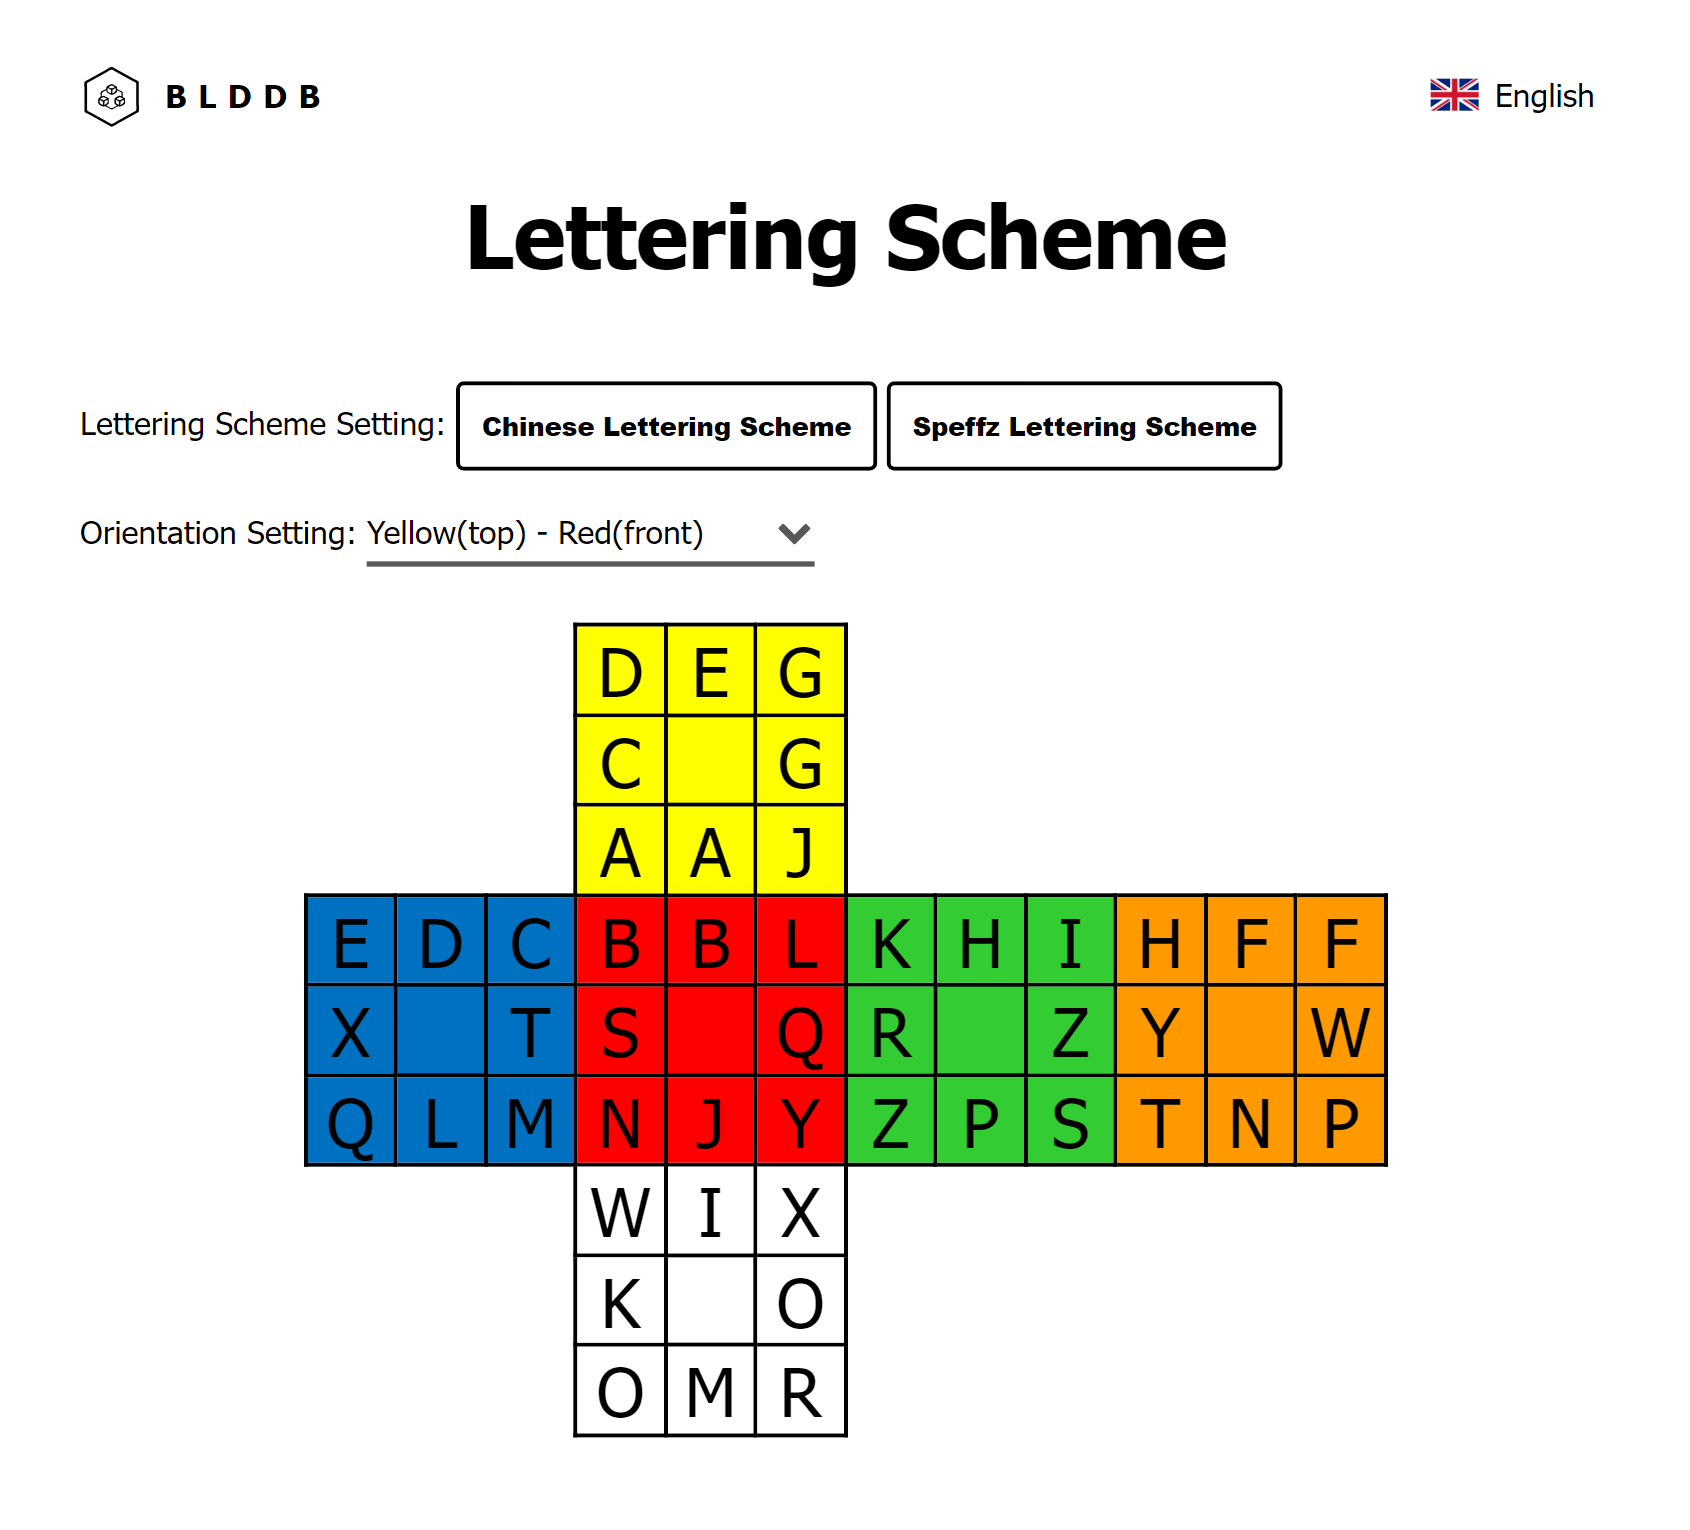 BLDDB
English
Lettering Scheme
Lettering Scheme Setting: Chinese Lettering Scheme Speffz Lettering Scheme
Orientation Setting: Yellow(top) - Red(front)
D E G
C G
A A J
E D C B B L K H I H F F
X T S Q R Z Y W
Q L M N J Y Z P S T N P
W I X
K O
O M R